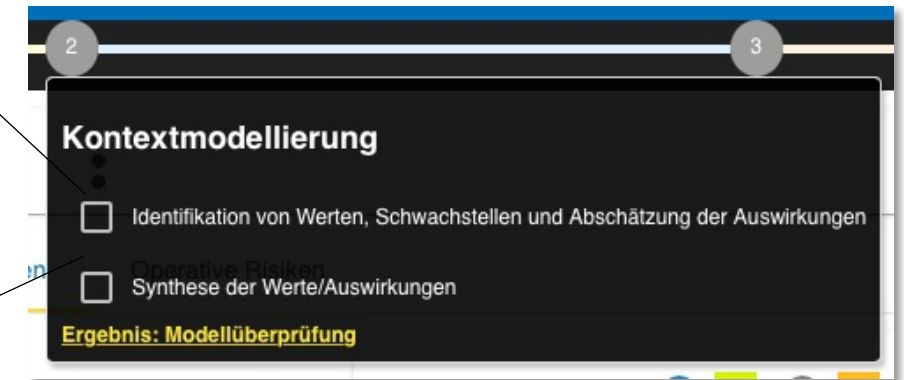 2
3
Kontextmodellierung
Identifikation von Werten, Schwachstellen und Abschätzung der Auswirkungen
en
Operative Risiken
Synthese der Werte/Auswirkungen
Ergebnis: Modellüberprüfung